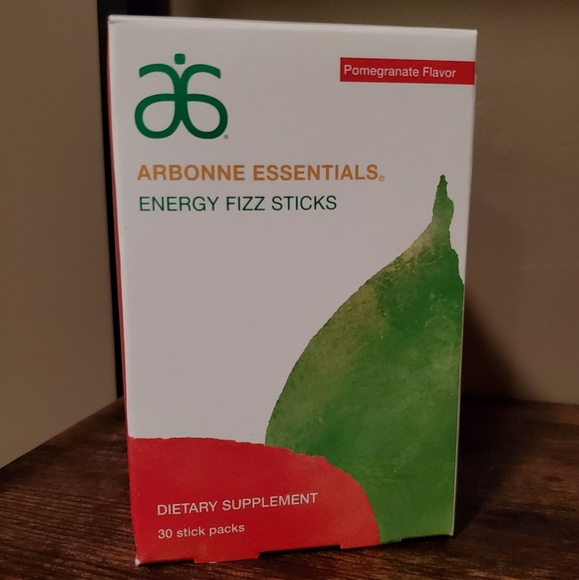 Pomegranate Flavor
ARBONNE ESSENTIALS®
ENERGY FIZZ STICKS
DIETARY SUPPLEMENT
30 stick packs